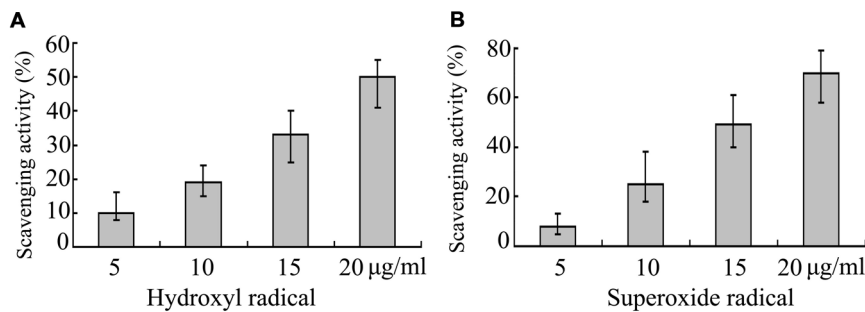 A
Scavenging activity (%)
60
50
40
30
20
10
0
5 10 15 20 μg/ml
Hydroxyl radical
B
Scavenging activity (%)
80
60
40
20
0
5 10 15 20 μg/ml
Superoxide radical